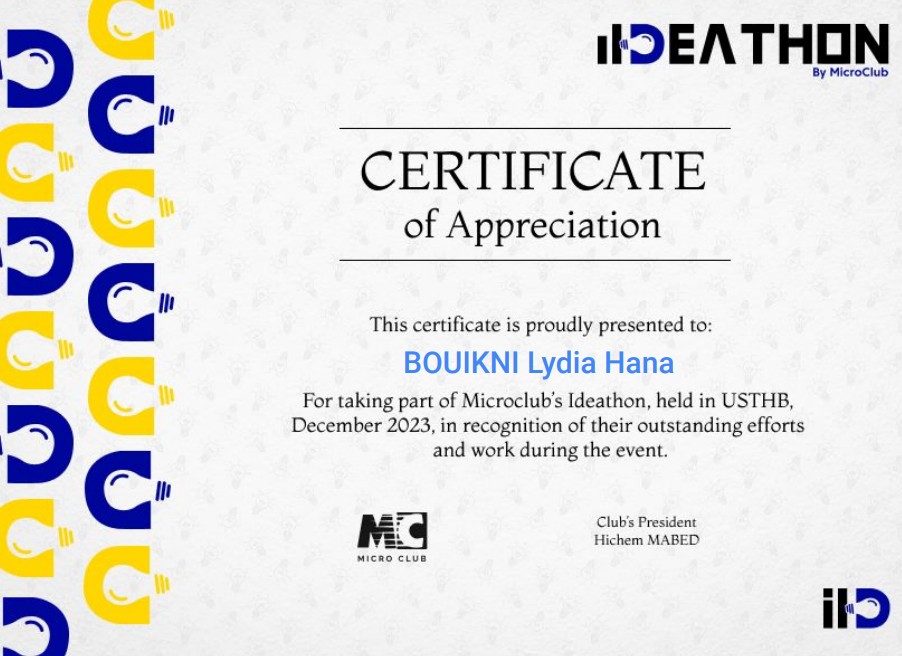 IDEATHON
By MicroClub
CERTIFICATE
of Appreciation
This certificate is proudly presented to:
BOUIKNI Lydia Hana
For taking part of Microclub's Ideathon, held in USTHB,
December 2023, in recognition of their outstanding efforts
and work during the event.
MC
MICRO CLUB
Club's President
Hichem MABED
iD